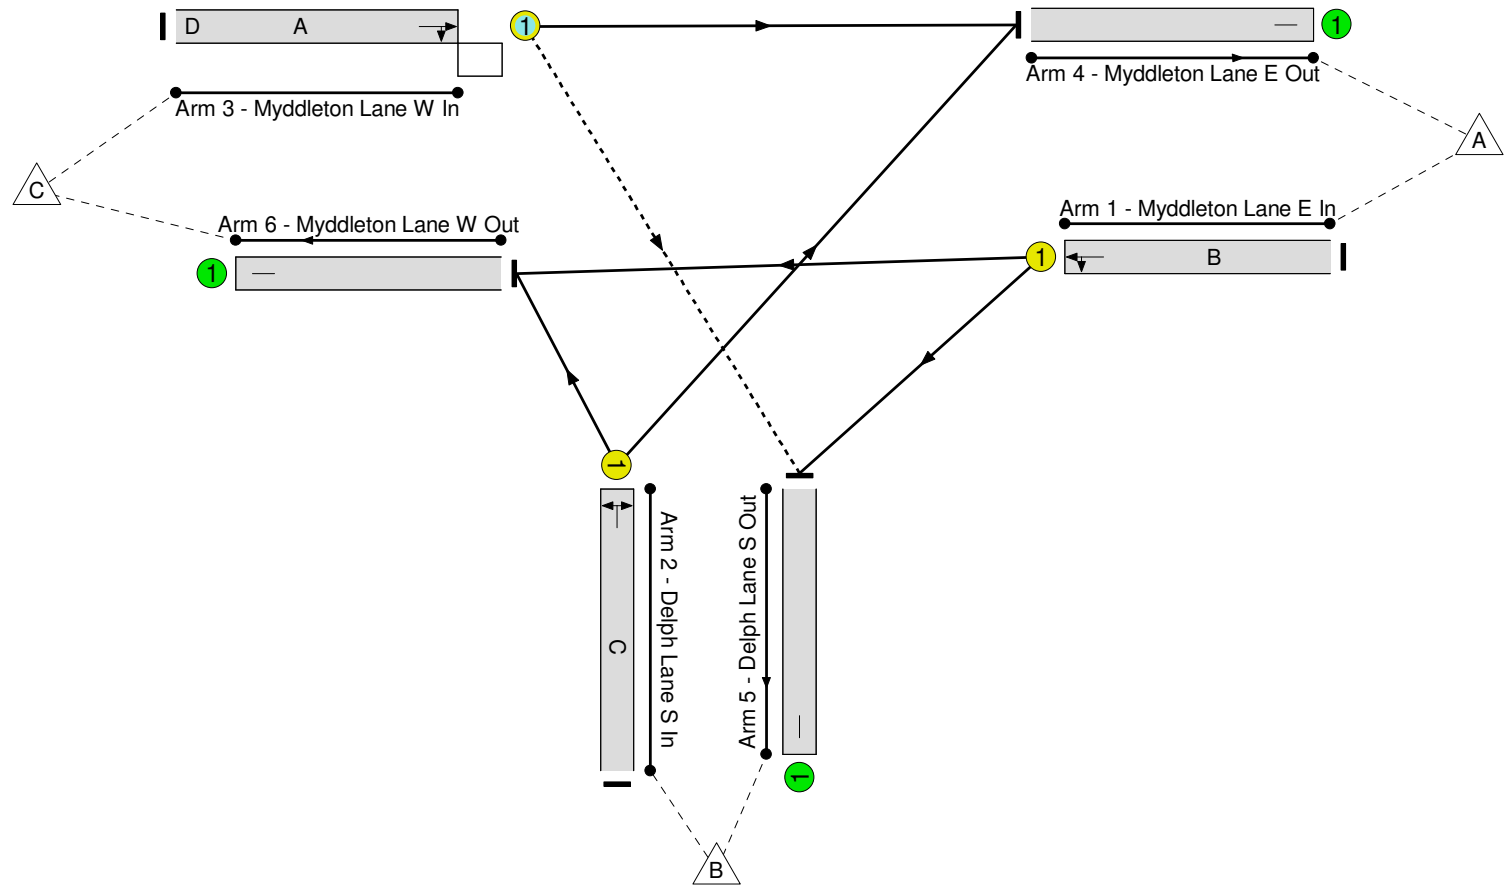 D A 1 1
Arm 4 - Myddleton Lane E Out
Arm 3 - Myddleton Lane W In
A
C
Arm 1 - Myddleton Lane E In
Arm 6 - Myddleton Lane W Out
1 1 B
1
Arm 2 - Delph Lane S In
Arm 5 - Delph Lane S Out
C
1
B